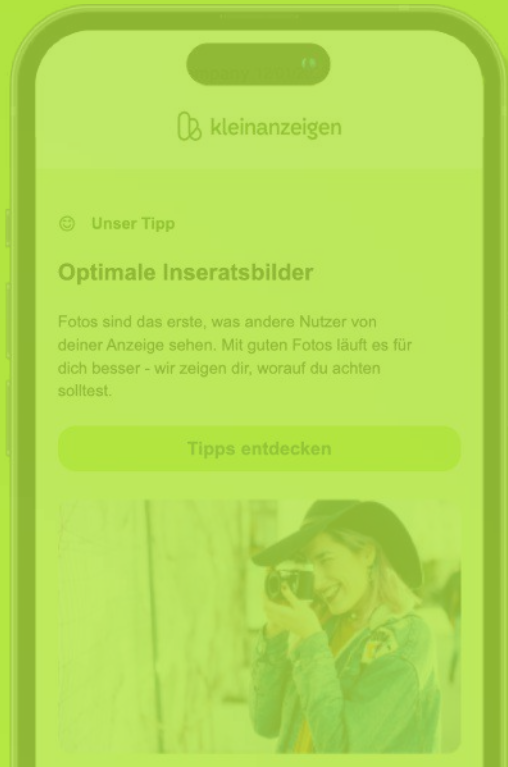 kleinanzeigen
Unser Tipp
Optimale Inseratsbilder
Fotos sind das erste, was andere Nutzer von
deiner Anzeige sehen. Mit guten Fotos läuft es für
dich besser - wir zeigen dir, worauf du achten
solltest.
Tipps entdecken